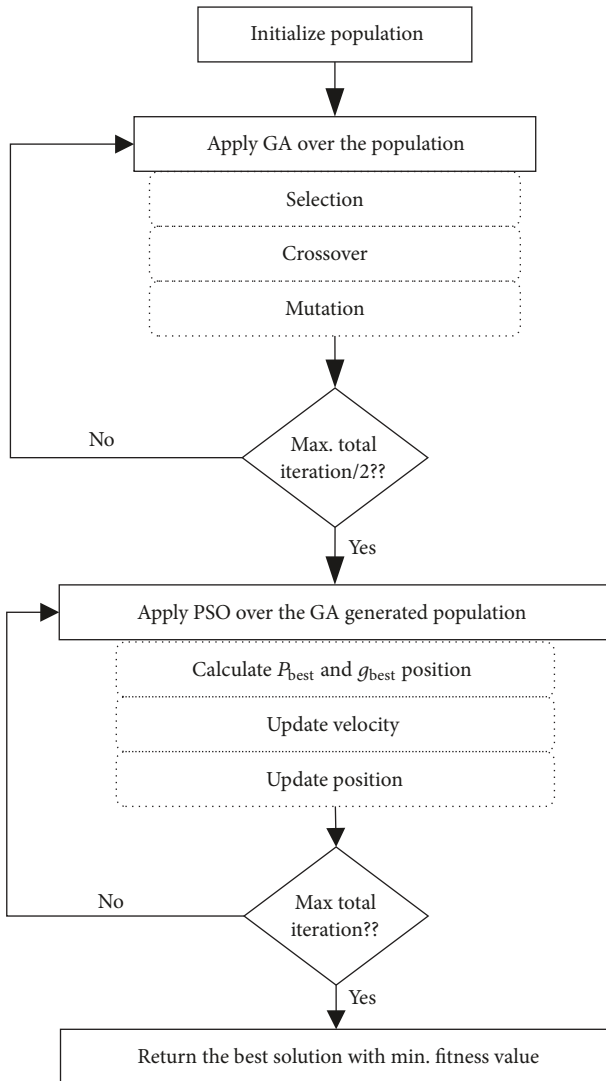 Initialize population
Apply GA over the population
Selection
Crossover
Mutation
No
Max. total
iteration/2??
Yes
Apply PSO over the GA generated population
Calculate P_best and g_best position
Update velocity
Update position
No
Max total
iteration??
Yes
Return the best solution with min. fitness value